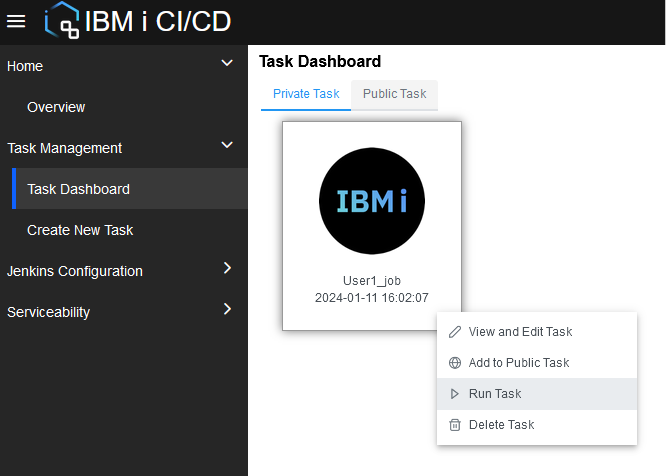 IBM i CI/CD
Home
Overview
Task Management
Task Dashboard
Create New Task
Jenkins Configuration
Serviceability
Task Dashboard
Private Task
Public Task
IBM i
User1_job
2024-01-11 16:02:07
View and Edit Task
Add to Public Task
Run Task
Delete Task